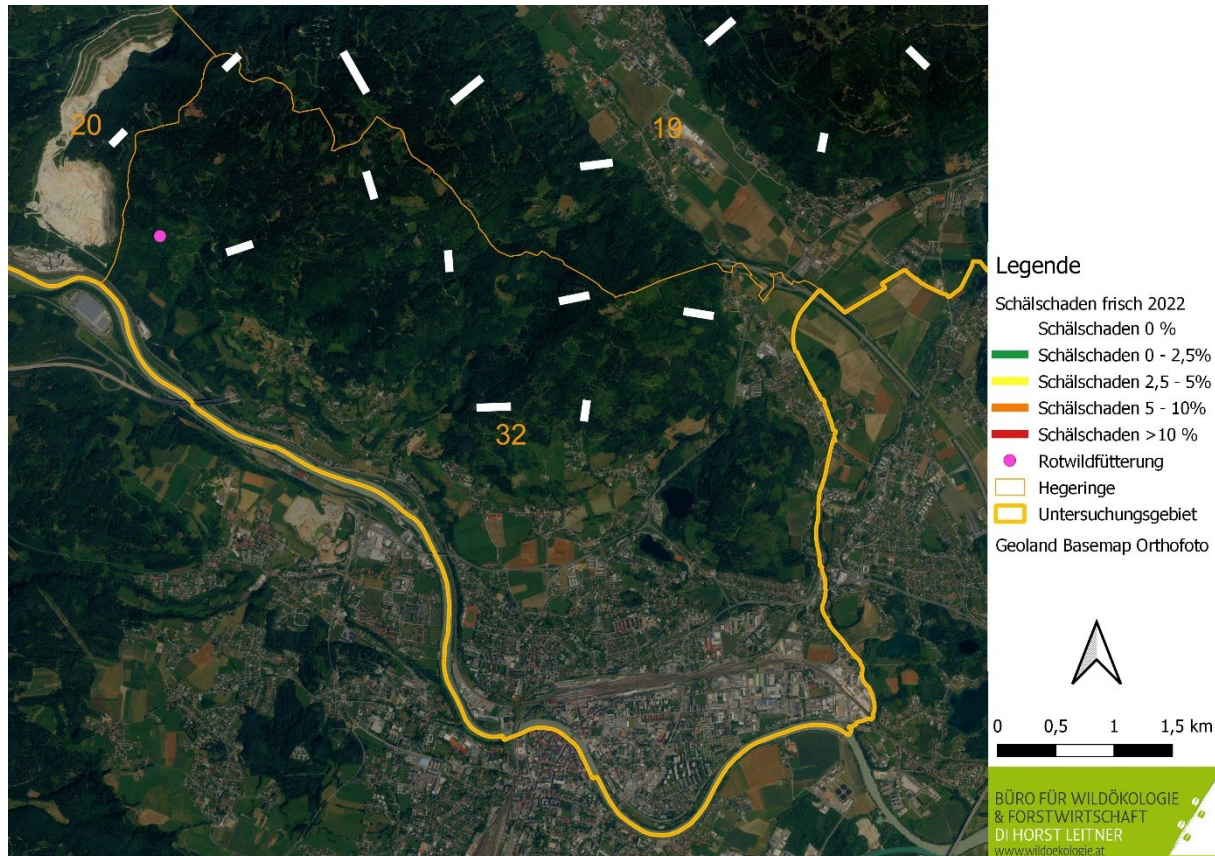 20
19
32
Legende
Schälschaden frisch 2022
Schälschaden 0 %
Schälschaden 0 - 2,5%
Schälschaden 2,5 - 5%
Schälschaden 5 - 10%
Schälschaden >10 %
Rotwildfütterung
Hegeringe
Untersuchungsgebiet
Geoland Basemap Orthofoto
0 0,5 1 1,5 km
BÜRO FÜR WILDÖKOLOGIE
& FORSTWIRTSCHAFT
DI HORST LEITNER
www.wildoekologie.at